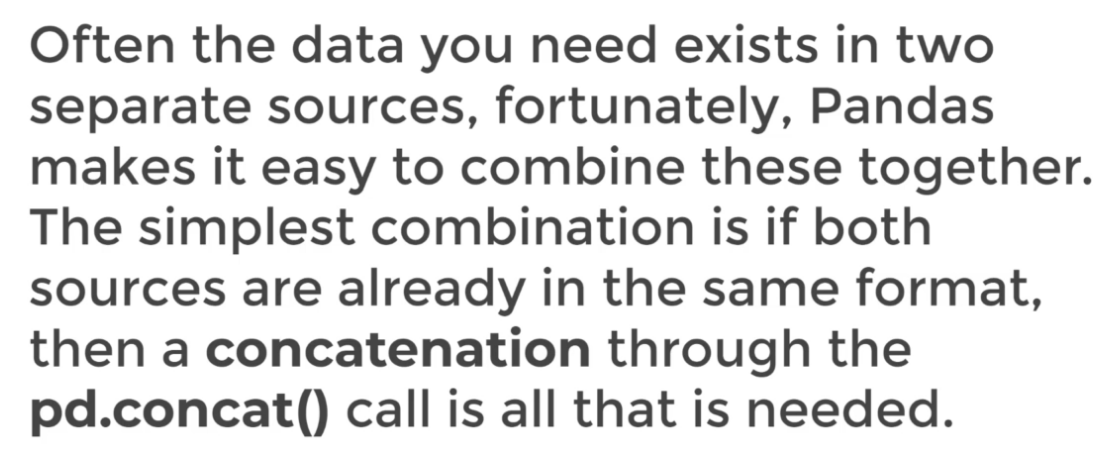 Often the data you need exists in two
separate sources, fortunately, Pandas
makes it easy to combine these together.
The simplest combination is if both
sources are already in the same format,
then a concatenation through the
pd.concat() call is all that is needed.